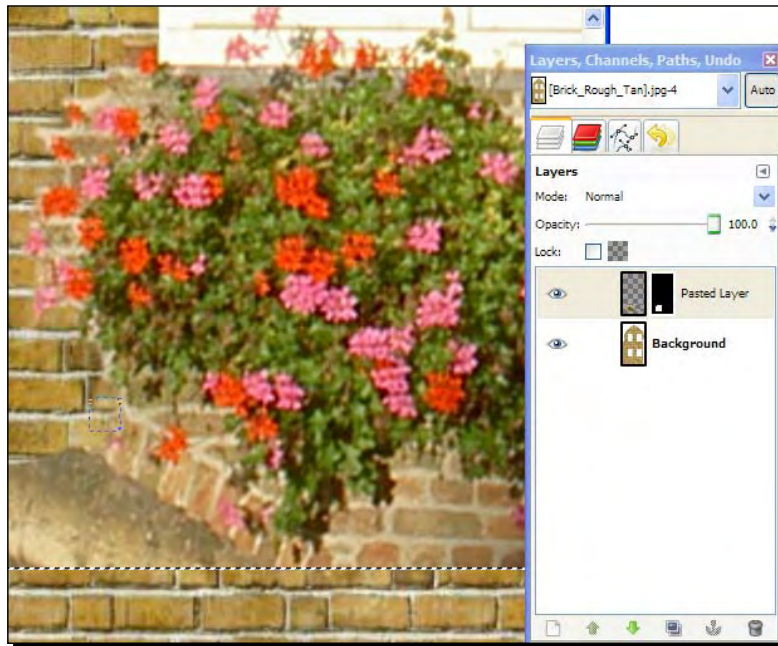 Layers, Channels, Paths, Undo
[Brick_Rough_Tan].jpg-4
Auto
Layers
Mode: Normal
Opacity: 100.0
Lock:
Pasted Layer
Background